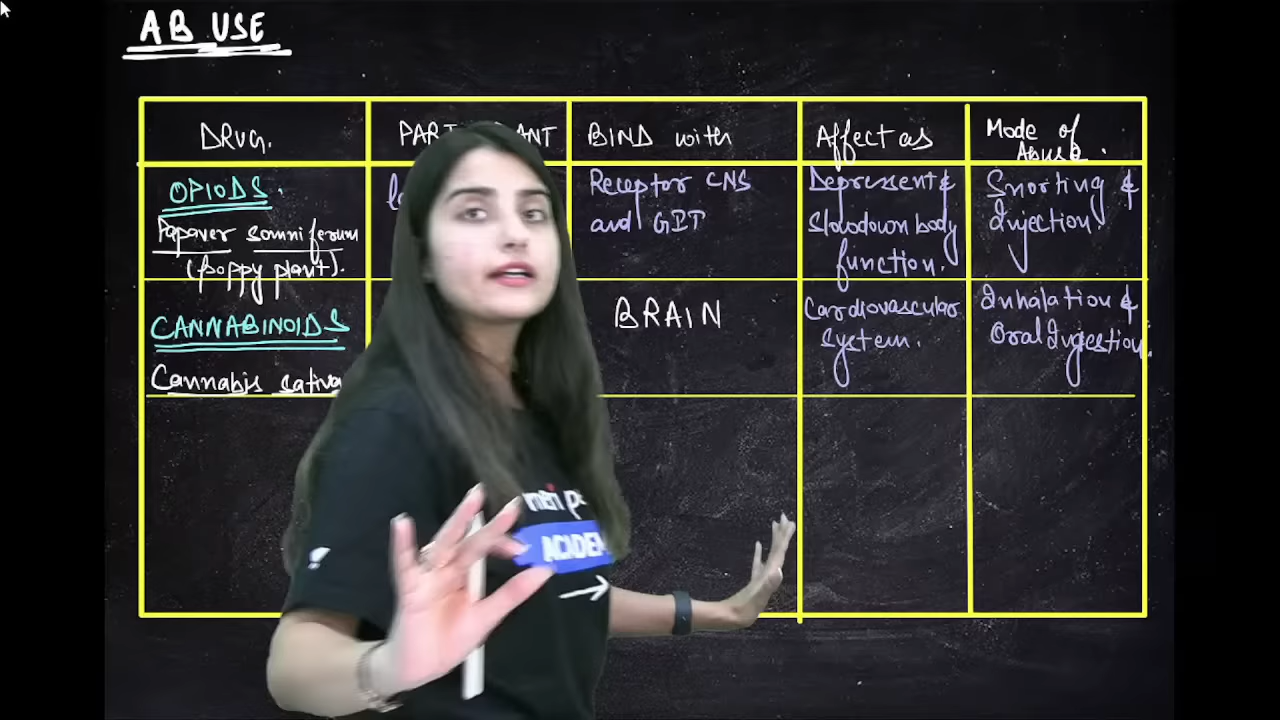 AB USE
DRUG.
PART
BIND with
Affect as
Mode of
Abuse.
OPIODS.
Papaver somniferum
(poppy plant).
Receptor CNS
and GIT
Depressent &
Slowdown body
function.
Snorting &
Injection.
CANNABINOIDS
Cannabis sativa
BRAIN
Cardiovascular
system.
Inhalation &
Oral Ingestion.
ACADEM